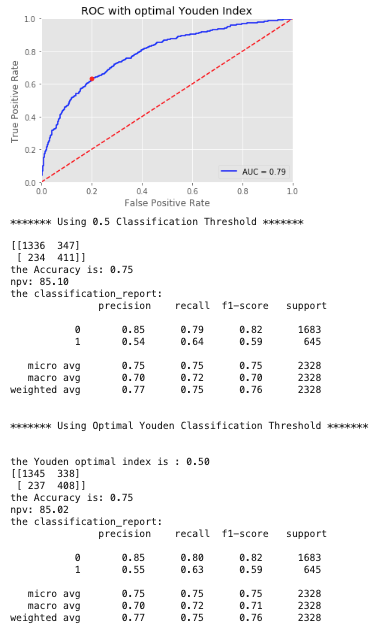 ROC with optimal Youden Index
1.0
0.8
0.6
0.4
0.2
0.0
True Positive Rate
AUC = 0.79
0.0 0.2 0.4 0.6 0.8 1.0
False Positive Rate
******* Using 0.5 Classification Threshold *******
[[1336 347]
[ 234 411]]
the Accuracy is: 0.75
npv: 85.10
the classification_report:
precision recall f1-score support
0 0.85 0.79 0.82 1683
1 0.54 0.64 0.59 645
micro avg 0.75 0.75 0.75 2328
macro avg 0.70 0.72 0.70 2328
weighted avg 0.77 0.75 0.76 2328
******* Using Optimal Youden Classification Threshold *******
the Youden optimal index is : 0.50
[[1345 338]
[ 237 408]]
the Accuracy is: 0.75
npv: 85.02
the classification_report:
precision recall f1-score support
0 0.85 0.80 0.82 1683
1 0.55 0.63 0.59 645
micro avg 0.75 0.75 0.75 2328
macro avg 0.70 0.72 0.71 2328
weighted avg 0.77 0.75 0.76 2328